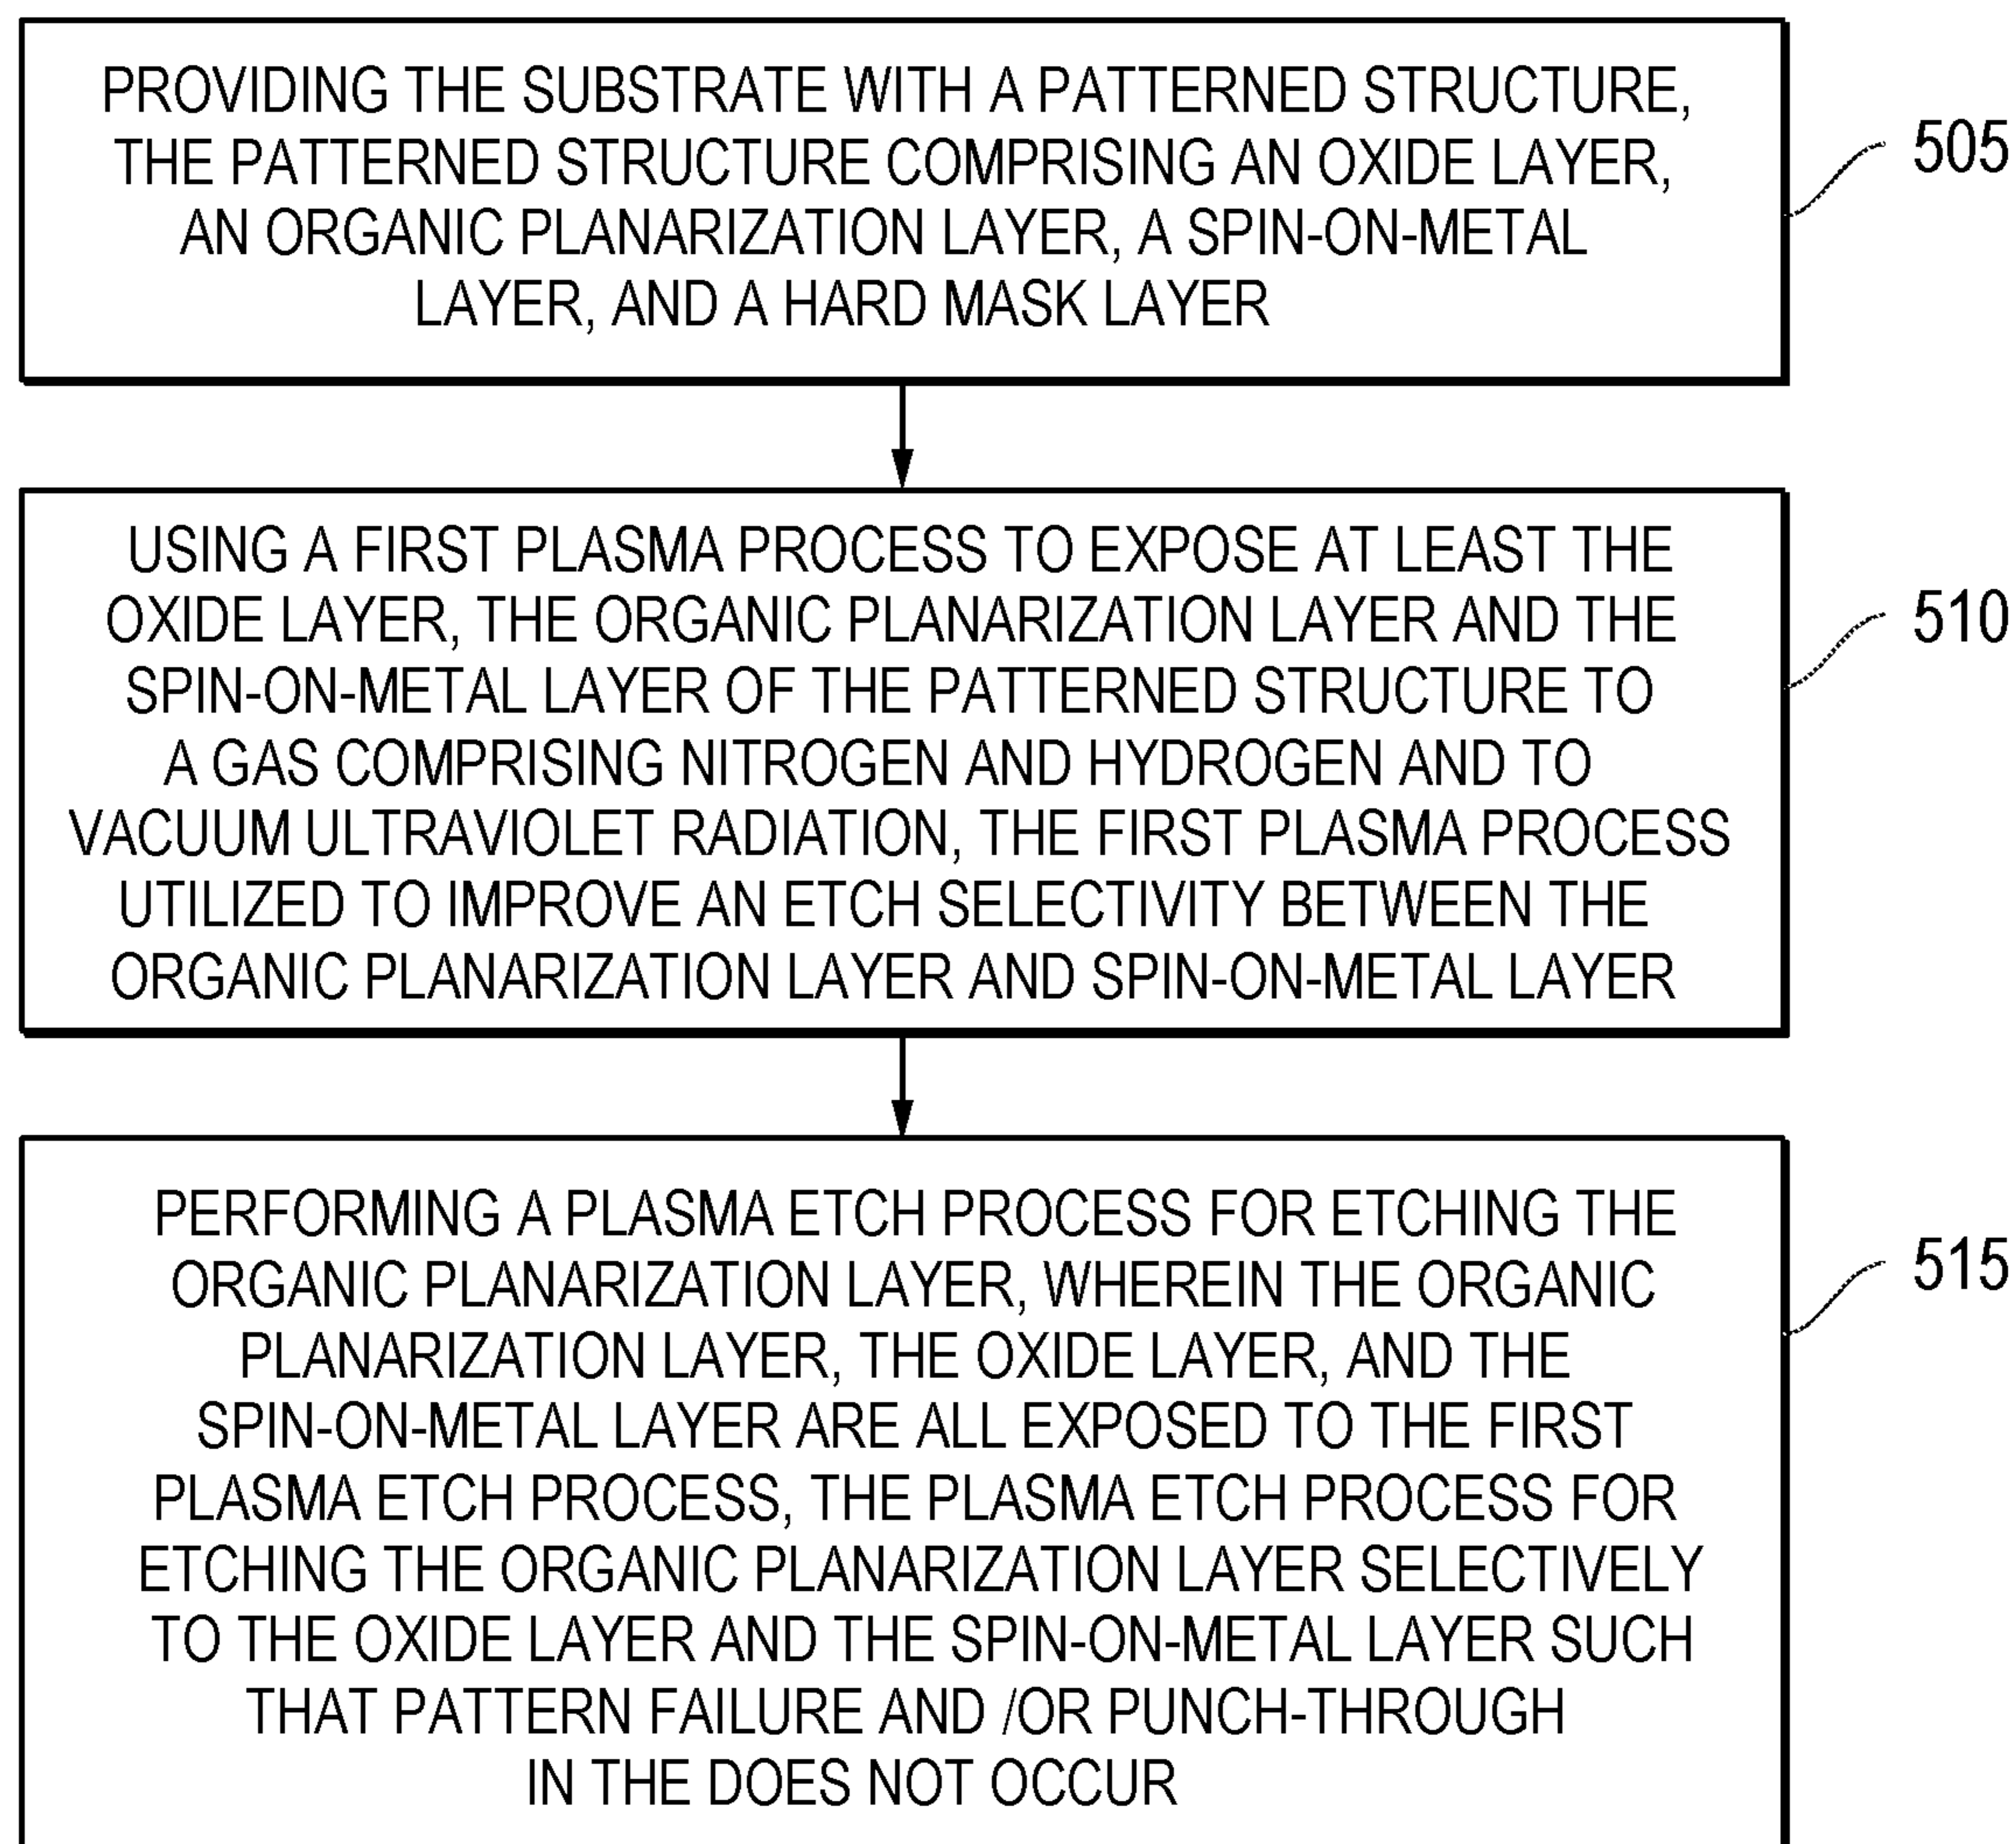 PROVIDING THE SUBSTRATE WITH A PATTERNED STRUCTURE,
THE PATTERNED STRUCTURE COMPRISING AN OXIDE LAYER,
AN ORGANIC PLANARIZATION LAYER, A SPIN-ON-METAL
LAYER, AND A HARD MASK LAYER
505
USING A FIRST PLASMA PROCESS TO EXPOSE AT LEAST THE
OXIDE LAYER, THE ORGANIC PLANARIZATION LAYER AND THE
SPIN-ON-METAL LAYER OF THE PATTERNED STRUCTURE TO
A GAS COMPRISING NITROGEN AND HYDROGEN AND TO
VACUUM ULTRAVIOLET RADIATION, THE FIRST PLASMA PROCESS
UTILIZED TO IMPROVE AN ETCH SELECTIVITY BETWEEN THE
ORGANIC PLANARIZATION LAYER AND SPIN-ON-METAL LAYER
510
PERFORMING A PLASMA ETCH PROCESS FOR ETCHING THE
ORGANIC PLANARIZATION LAYER, WHEREIN THE ORGANIC
PLANARIZATION LAYER, THE OXIDE LAYER, AND THE
SPIN-ON-METAL LAYER ARE ALL EXPOSED TO THE FIRST
PLASMA ETCH PROCESS, THE PLASMA ETCH PROCESS FOR
ETCHING THE ORGANIC PLANARIZATION LAYER SELECTIVELY
TO THE OXIDE LAYER AND THE SPIN-ON-METAL LAYER SUCH
THAT PATTERN FAILURE AND /OR PUNCH-THROUGH
IN THE DOES NOT OCCUR
515